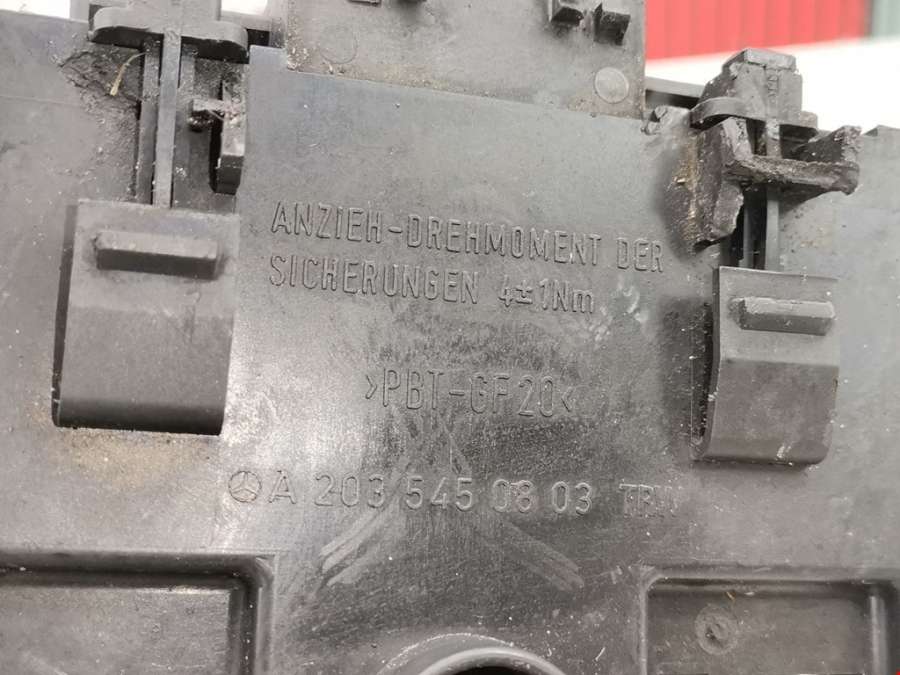 ANZIEH-DREHMOMENT DER
SICHERUNGEN 4±1Nm
>PBT-GF20<
A 203 545 08 03